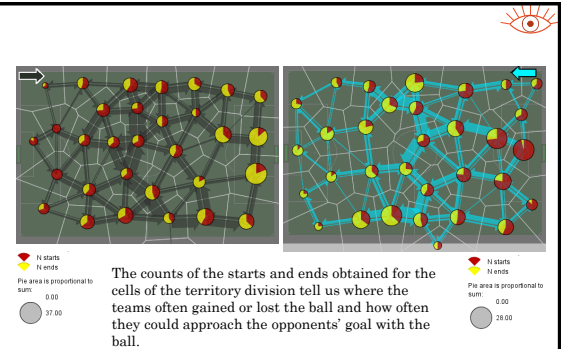 N starts
N ends
Pie area is proportional to
sum:
0.00
37.00
The counts of the starts and ends obtained for the
cells of the territory division tell us where the
teams often gained or lost the ball and how often
they could approach the opponents' goal with the
ball.
N starts
N ends
Pie area is proportional to
sum:
0.00
28.00